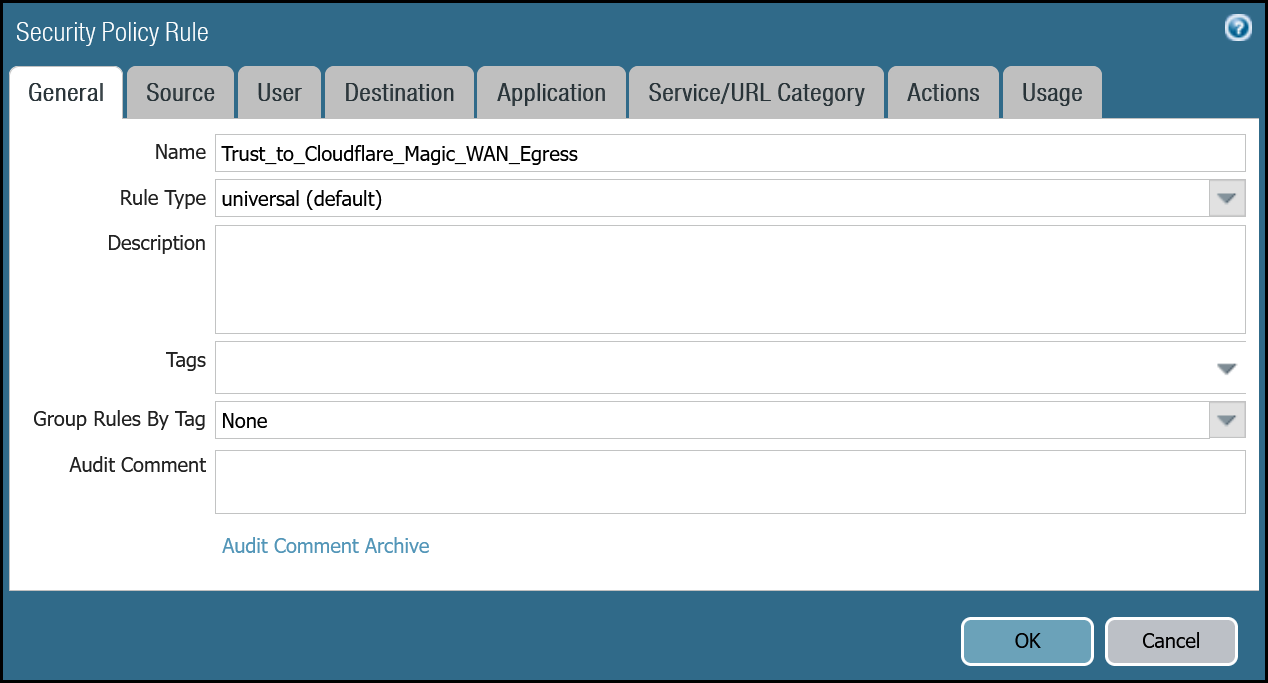 Security Policy Rule
General Source User Destination Application Service/URL Category Actions Usage
Name Trust_to_Cloudflare_Magic_WAN_Egress
Rule Type universal (default)
Description
Tags
Group Rules By Tag None
Audit Comment
Audit Comment Archive
OK Cancel